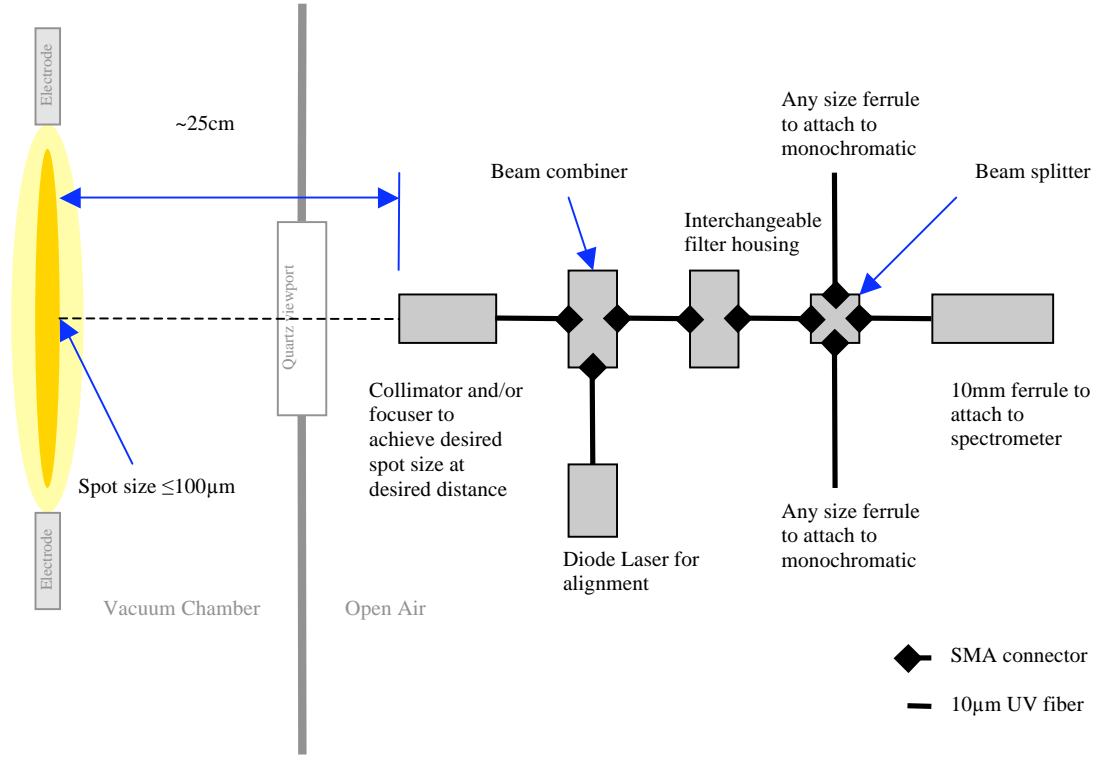 Electrode
~25cm
Any size ferrule
to attach to
monochromatic
Beam combiner
Beam splitter
Interchangeable
filter housing
Quartz viewport
Collimator and/or
focuser to
achieve desired
spot size at
desired distance
10mm ferrule to
attach to
spectrometer
Spot size ≤100µm
Any size ferrule
to attach to
monochromatic
Electrode
Diode Laser for
alignment
Vacuum Chamber
Open Air
SMA connector
10µm UV fiber